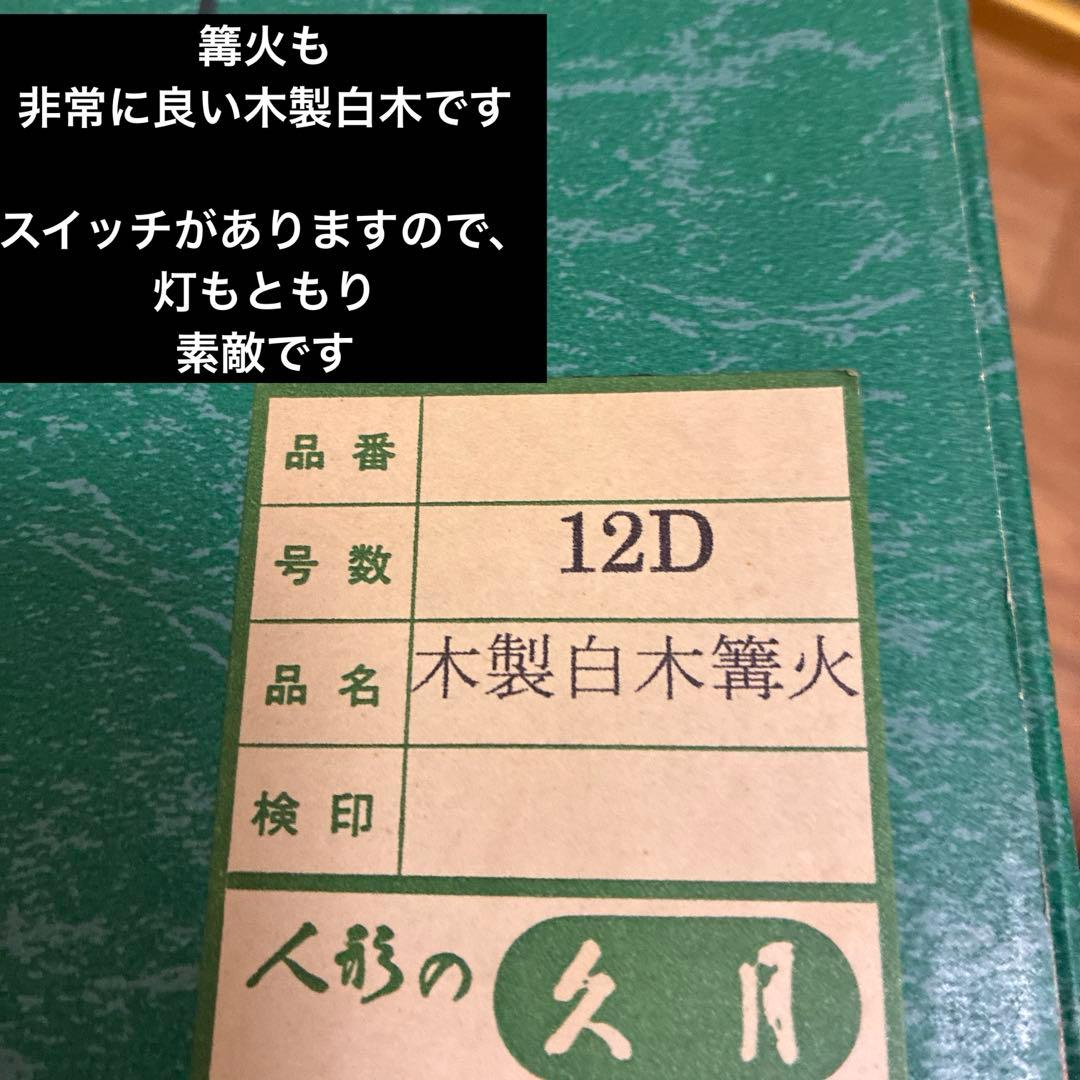 篝火も
非常に良い木製白木です
スイッチがありますので、
灯もともり
素敵です
品番
号数 12D
品名 木製白木篝火
検印
人形の 久月